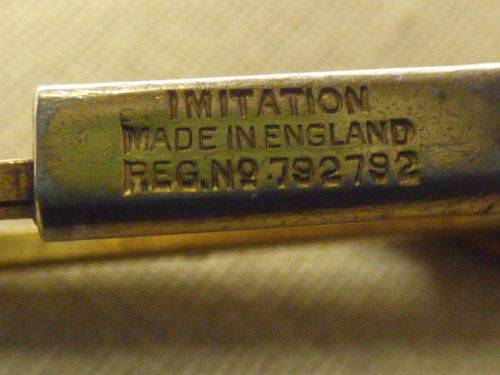 IMITATION
MADE IN ENGLAND
REG.No 792792